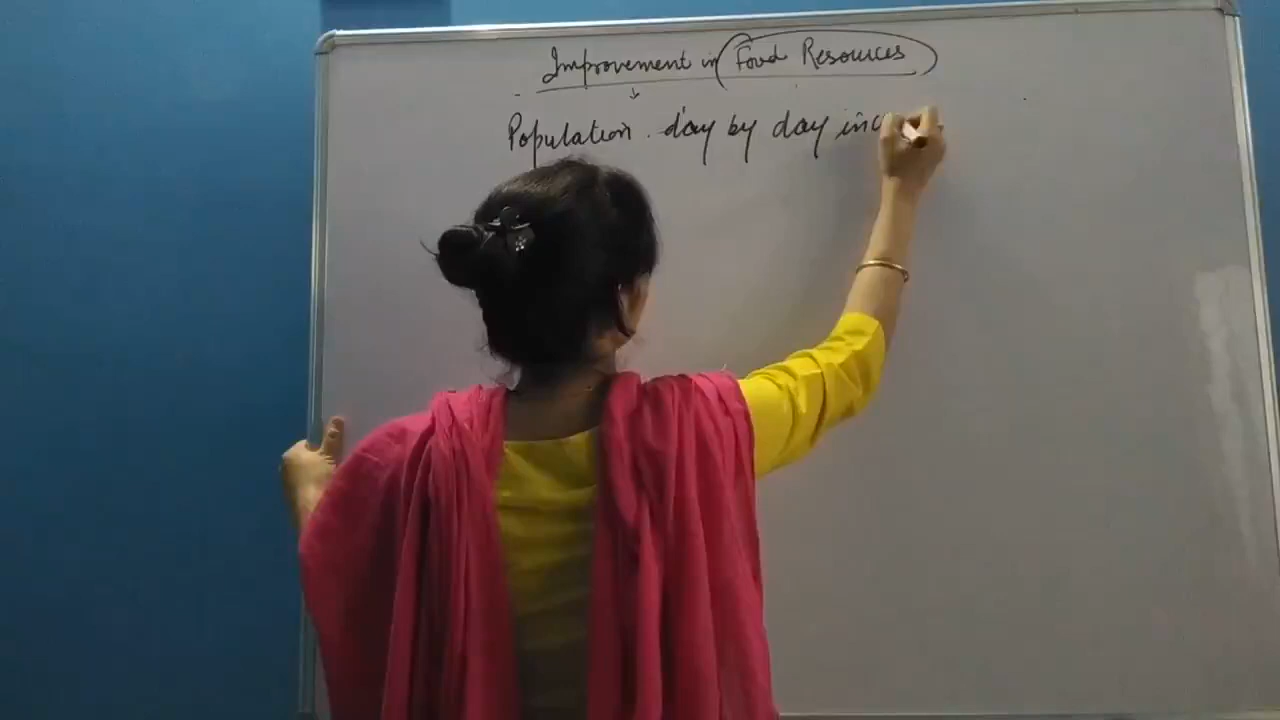 Improvement in Food Resources
Population. day by day inc